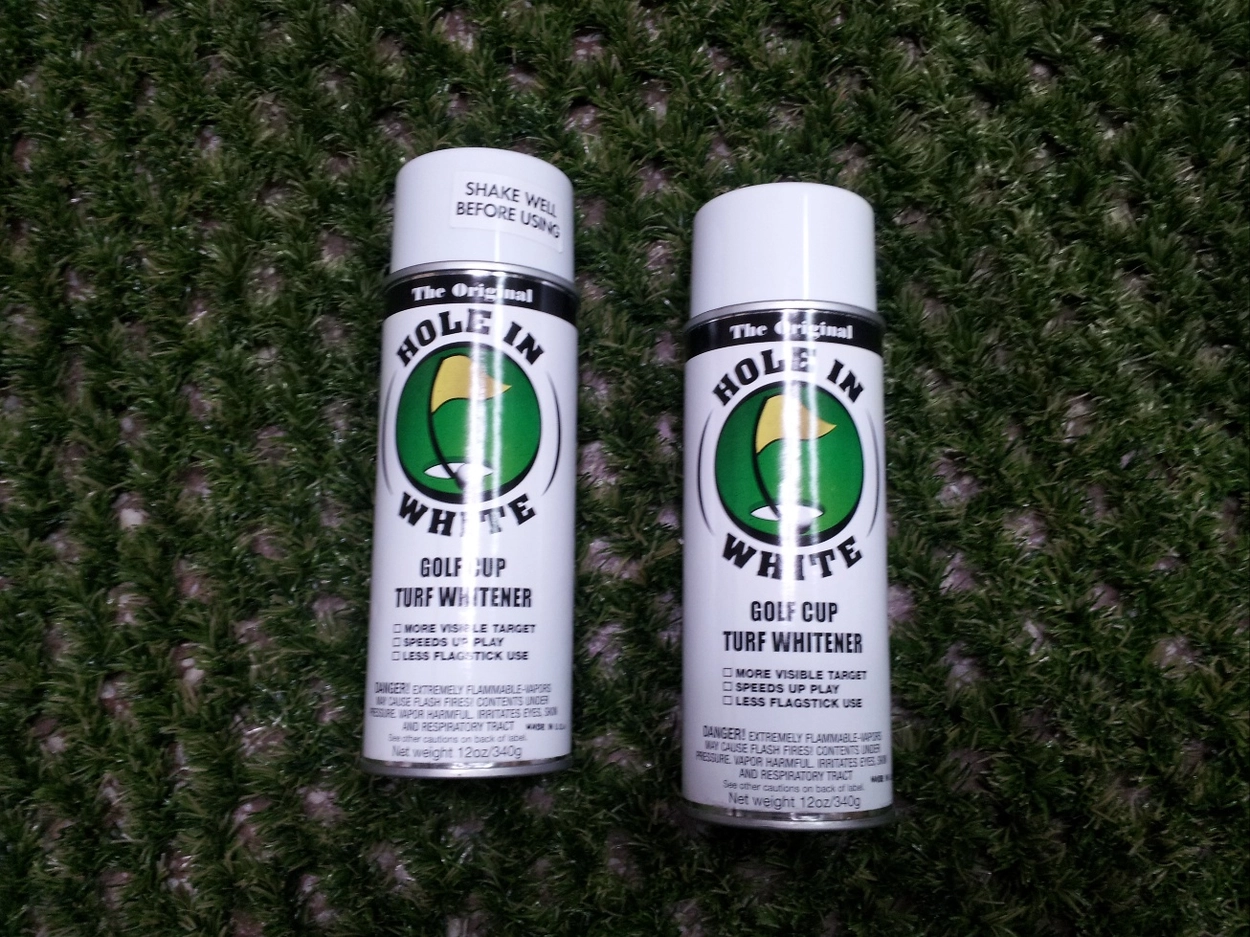 SHAKE WELL
BEFORE USING
The Original
HOLE IN
WHITE
GOLF CUP
TURF WHITENER
☐ MORE VISIBLE TARGET
☐ SPEEDS UP PLAY
☐ LESS FLAGSTICK USE
DANGER! EXTREMELY FLAMMABLE-VAPORS
MAY CAUSE FLASH FIRES! CONTENTS UNDER
PRESSURE. VAPOR HARMFUL. IRRITATES EYES, SKIN
AND RESPIRATORY TRACT MADE IN U.S.A.
See other cautions on back of label.
Net weight 12oz/340g
The Original
HOLE IN
WHITE
GOLF CUP
TURF WHITENER
☐ MORE VISIBLE TARGET
☐ SPEEDS UP PLAY
☐ LESS FLAGSTICK USE
DANGER! EXTREMELY FLAMMABLE-VAPORS
MAY CAUSE FLASH FIRES! CONTENTS UNDER
PRESSURE. VAPOR HARMFUL. IRRITATES EYES, SKIN
AND RESPIRATORY TRACT MADE IN
See other cautions on back of label.
Net weight 12oz/340g